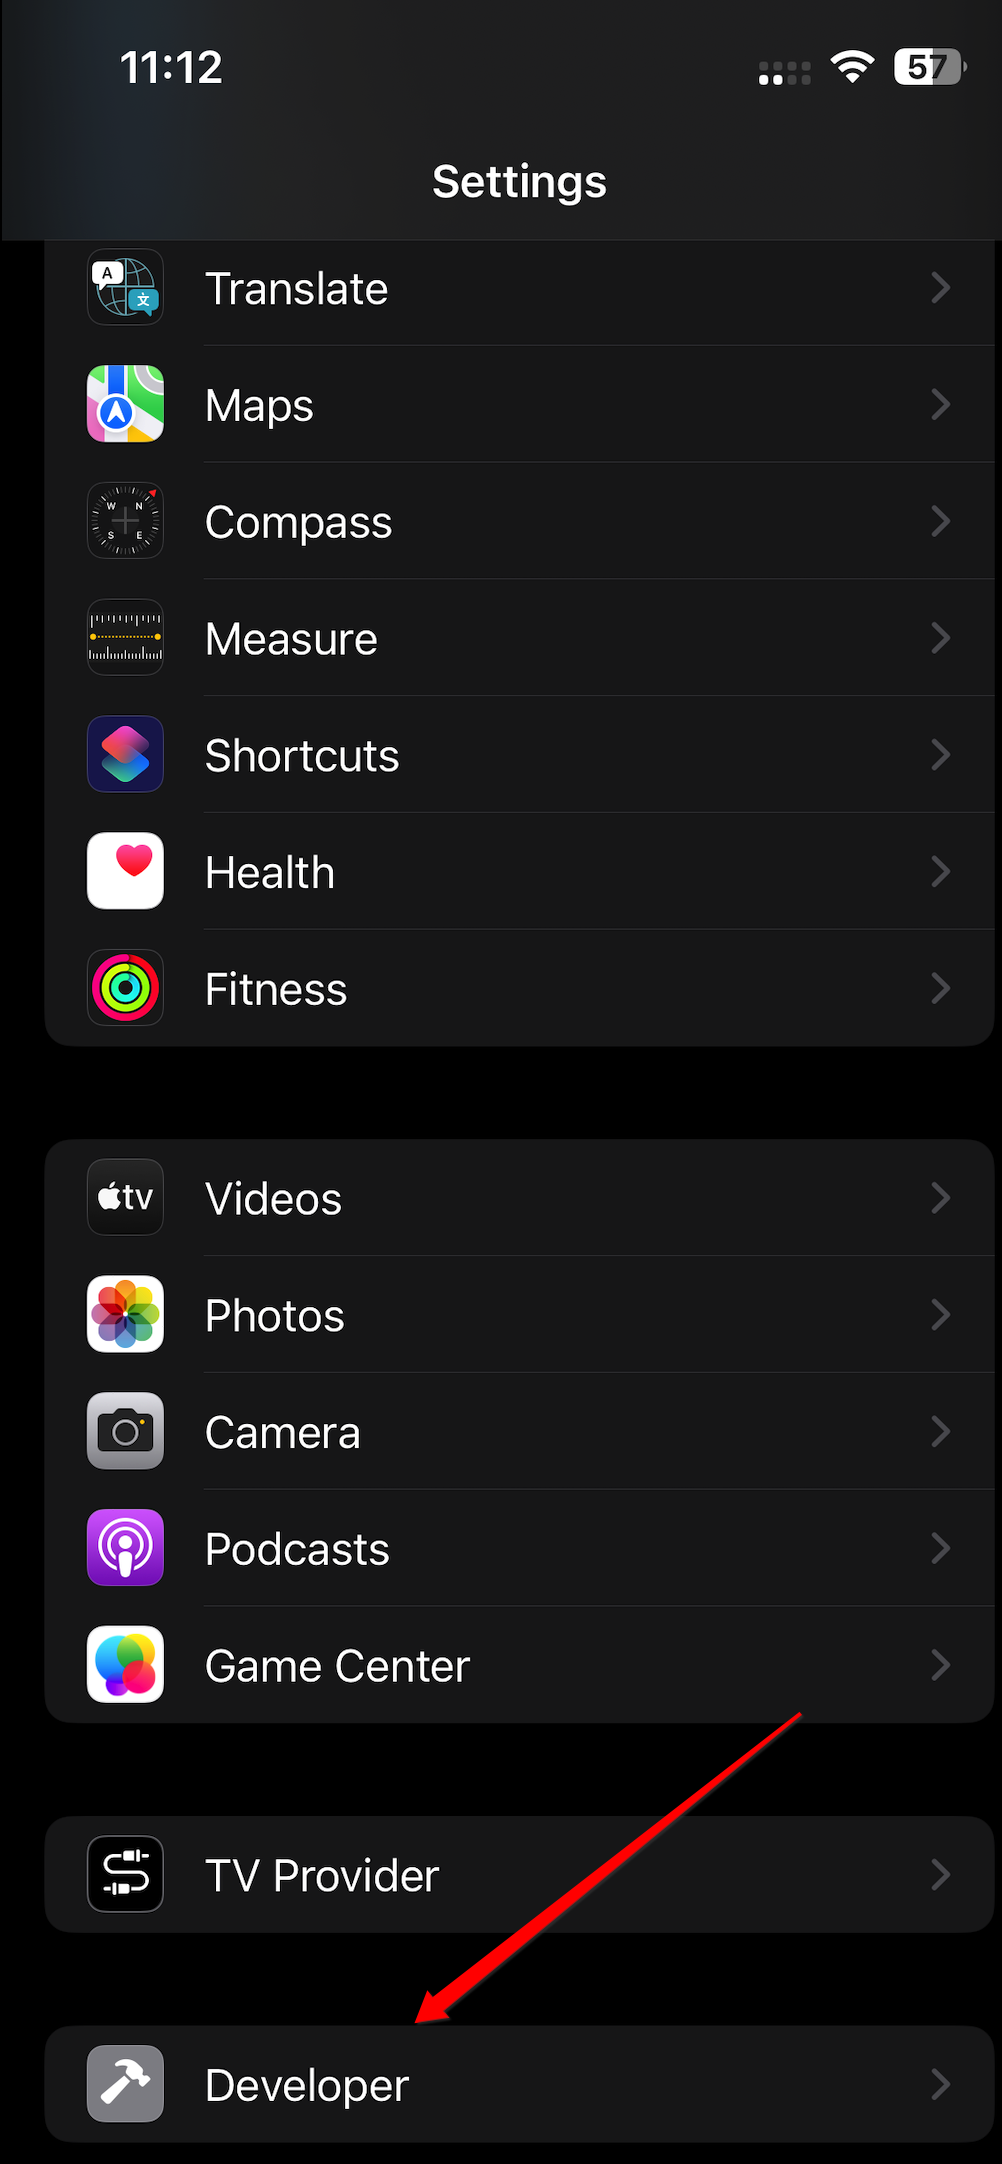 11:12
57
Settings
A
文
Translate
Maps
W N
S E
Compass
Measure
Shortcuts
Health
Fitness
tv
Videos
Photos
Camera
Podcasts
Game Center
TV Provider
Developer